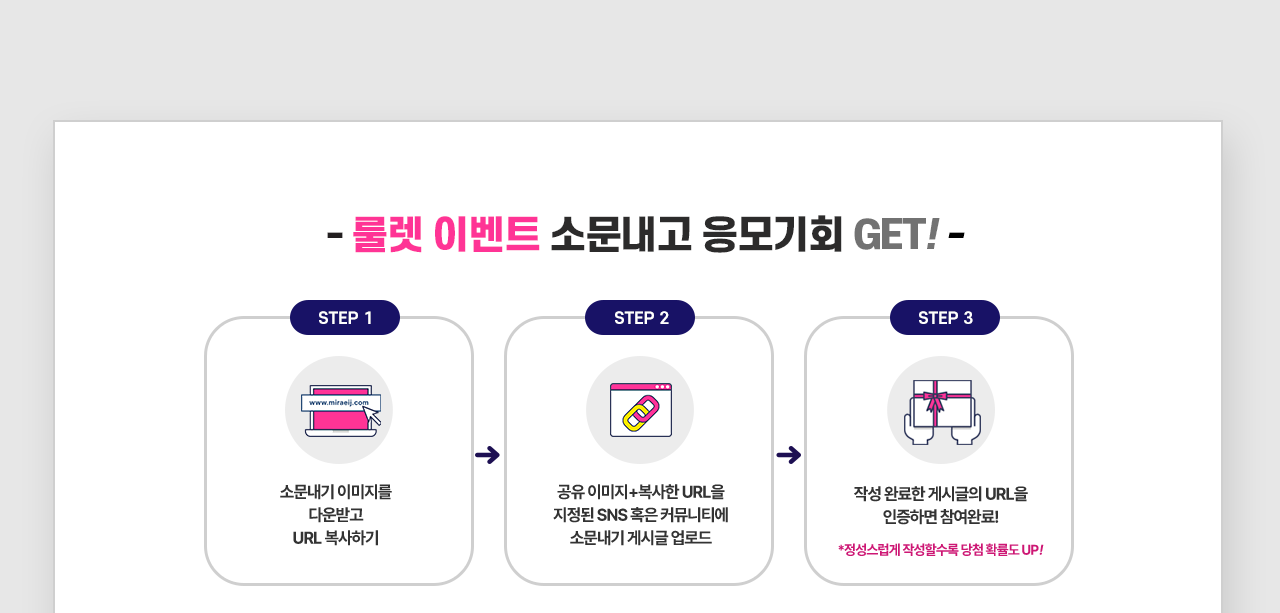 - 룰렛 이벤트 소문내고 응모기회 GET! -
STEP 1
www.miraeij.com
소문내기 이미지를
다운받고
URL 복사하기
STEP 2
공유 이미지+복사한 URL을
지정된 SNS 혹은 커뮤니티에
소문내기 게시글 업로드
STEP 3
작성 완료한 게시글의 URL을
인증하면 참여완료!
*정성스럽게 작성할수록 당첨 확률도 UP!